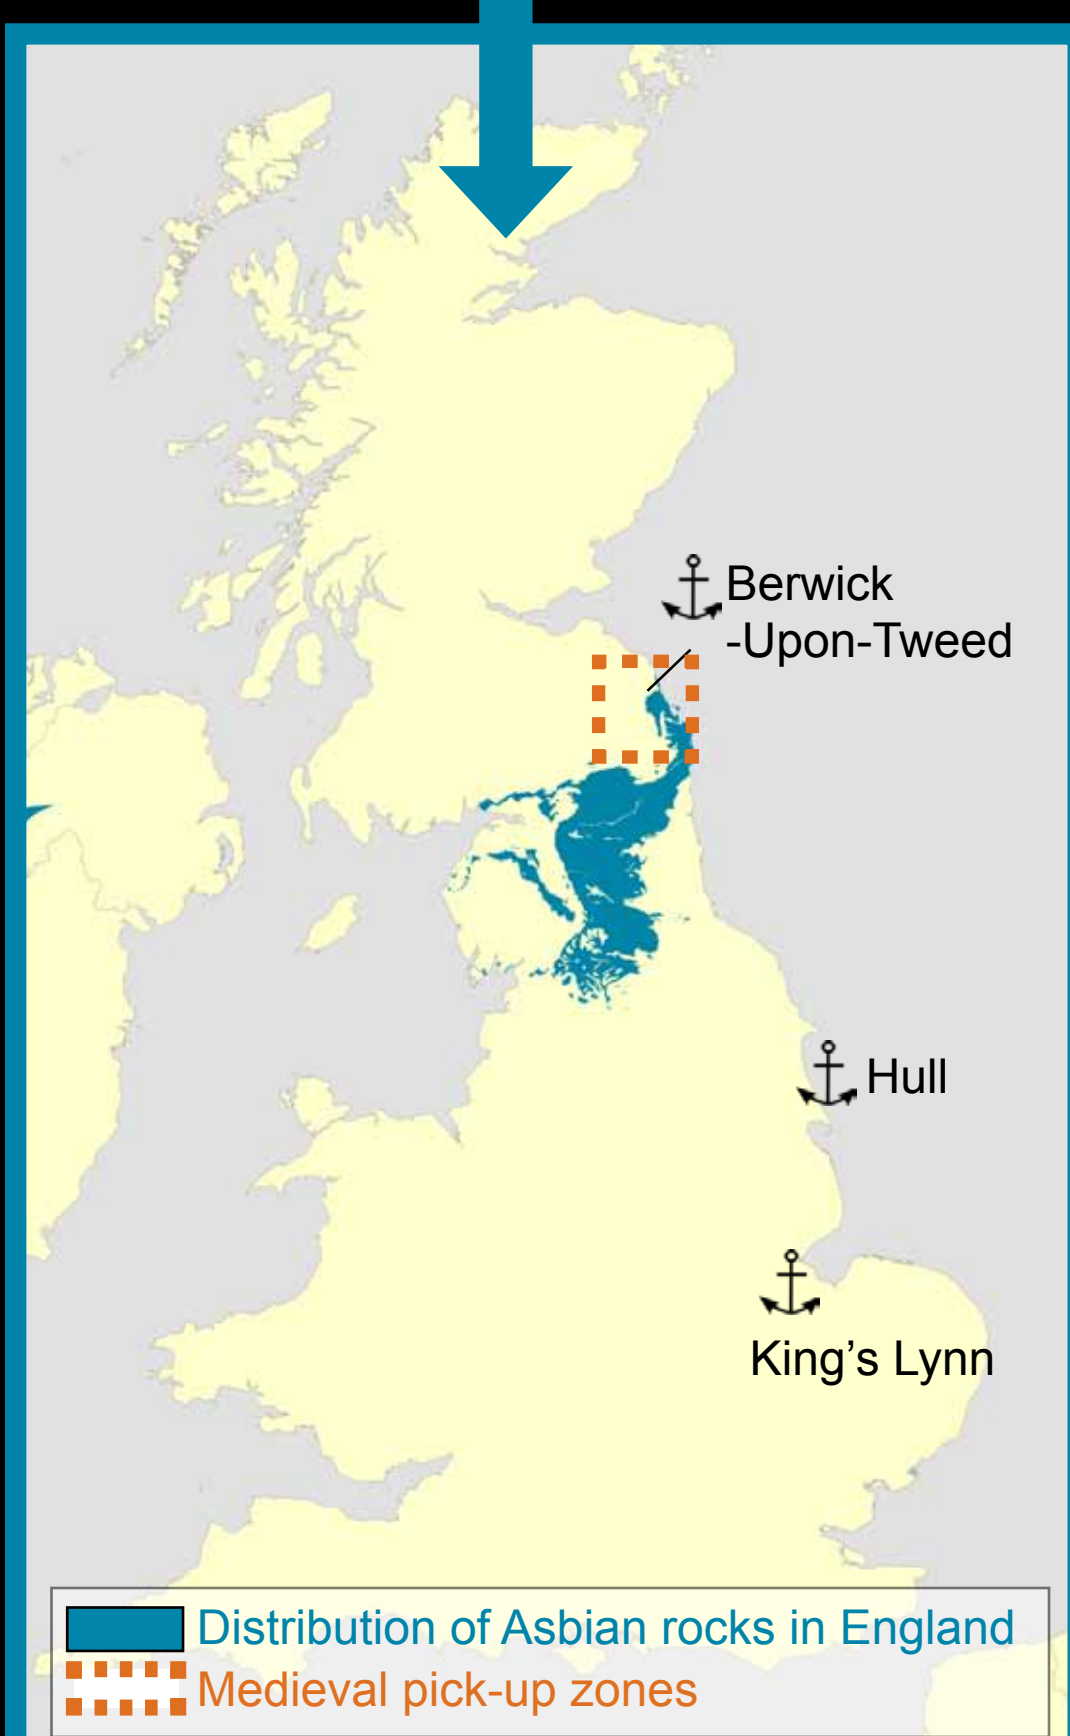 Berwick
-Upon-Tweed
Hull
King’s Lynn
Distribution of Asbian rocks in England
Medieval pick-up zones